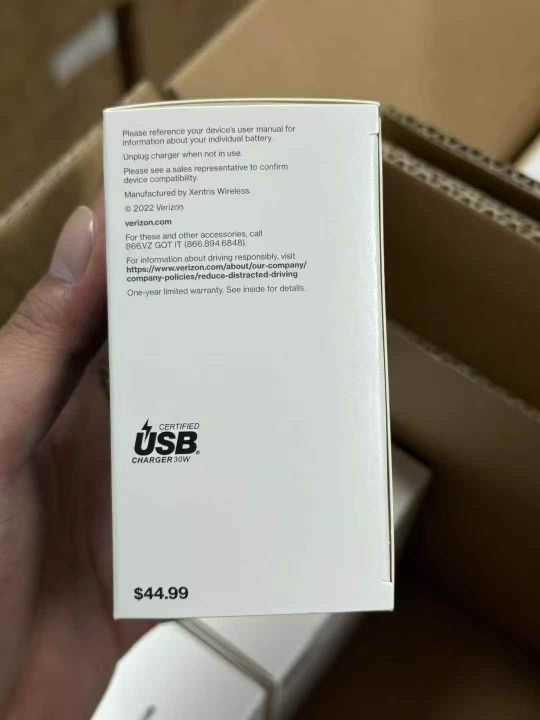 Please reference your device's user manual for
information about your individual battery.
Unplug charger when not in use.
Please see a sales representative to confirm
device compatibility.
Manufactured by Xentris Wireless.
© 2022 Verizon
verizon.com
For these and other accessories, call
866.VZ GOT IT (866.894.6848).
For information about driving responsibly, visit
https://www.verizon.com/about/our-company/
company-policies/reduce-distracted-driving
One-year limited warranty. See inside for details.
CERTIFIED
USB®
CHARGER 30W
$44.99